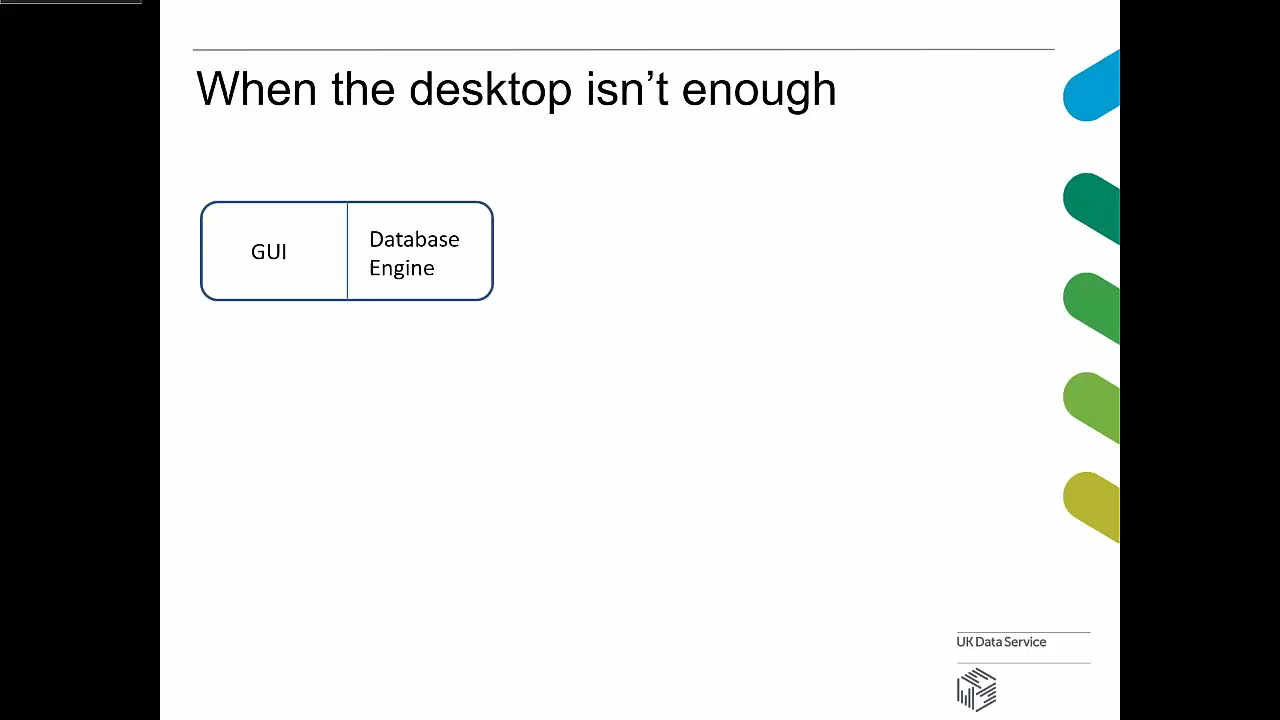 When the desktop isn’t enough
GUI
Database
Engine
UK Data Service